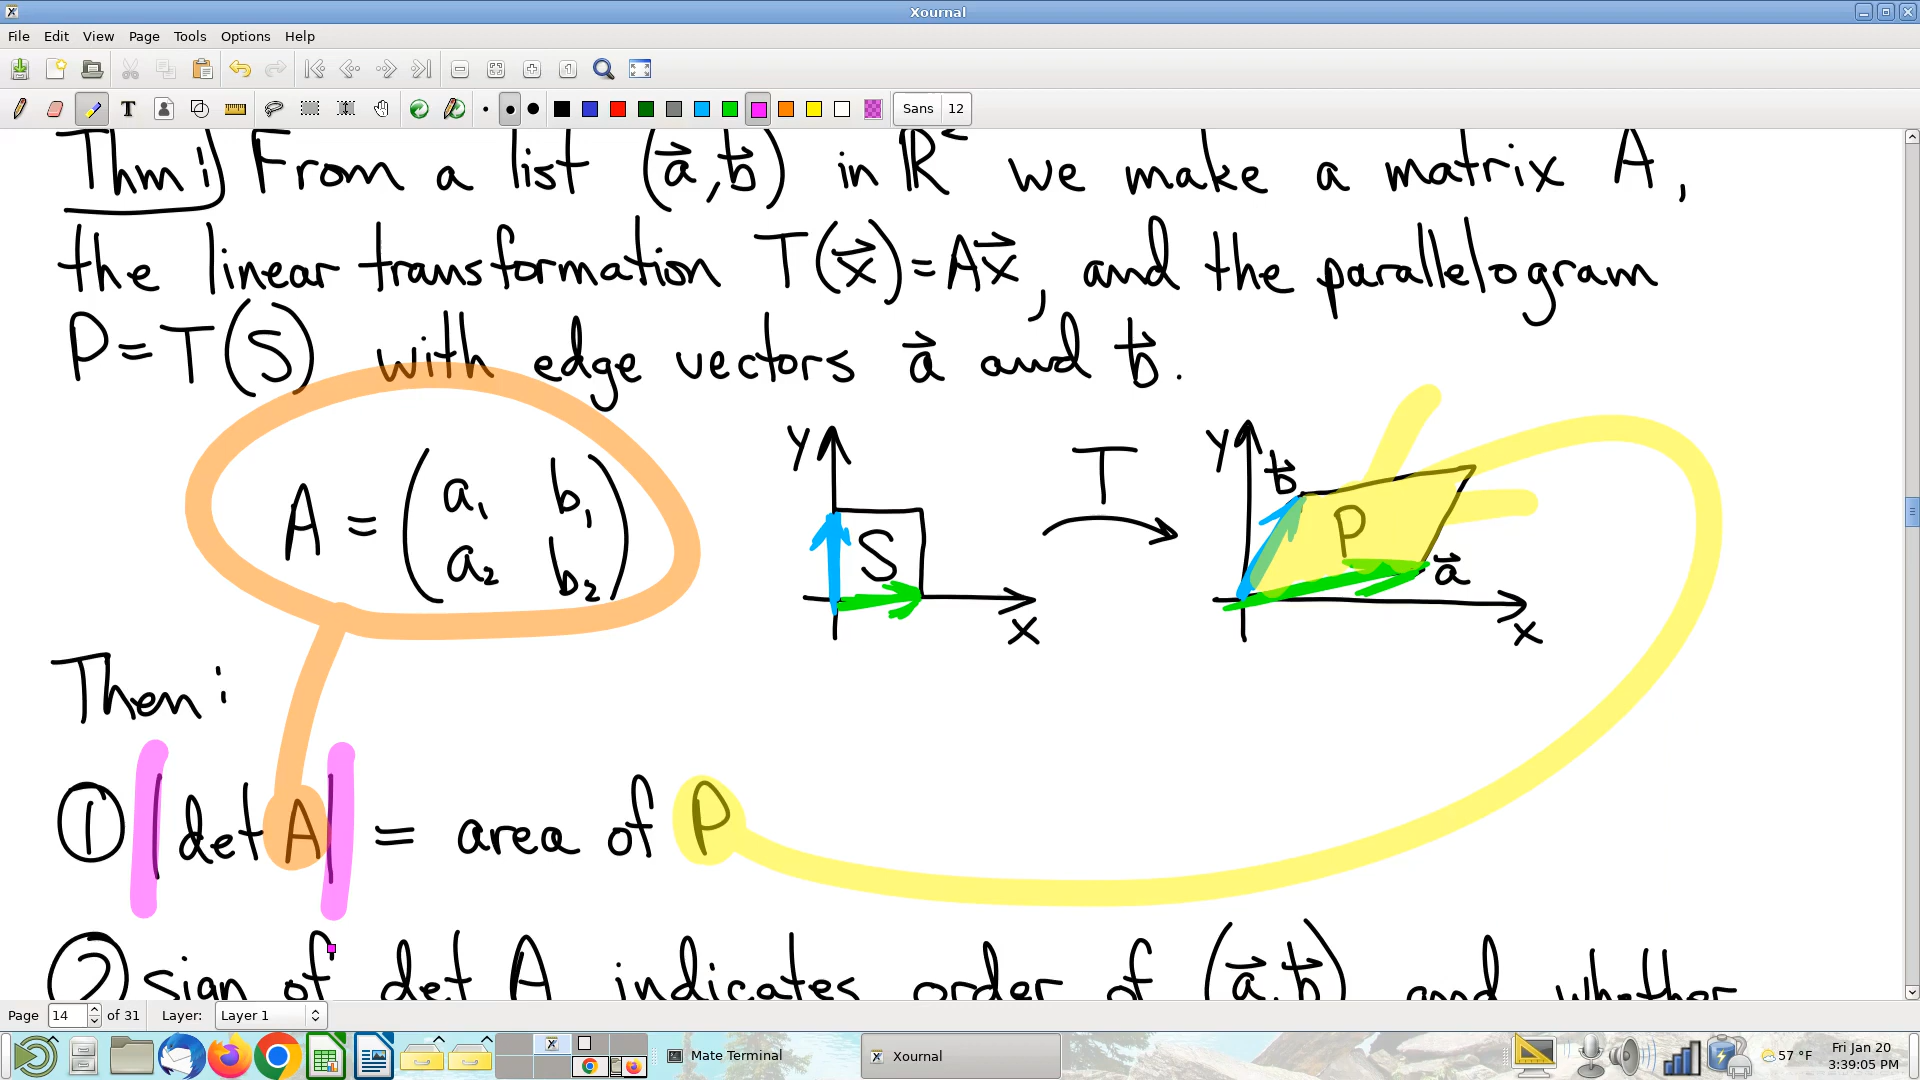 Xournal
File Edit View Page Tools Options Help
Sans 12
Thm: From a list (a⃗, b⃗) in ℝ² we make a matrix A,
the linear transformation T(x⃗) = Ax⃗, and the parallelogram
P = T(S) with edge vectors a⃗ and b⃗.
A = ( a₁ b₁
a₂ b₂ )
y
S
x
T
y
b⃗
P
a⃗
x
Then:
① |det A| = area of P
② sign of det A indicates order of (a⃗, b⃗) and whether
Page 14 of 31 Layer: Layer 1
Mate Terminal
Xournal
57 °F
Fri Jan 20
3:39:05 PM